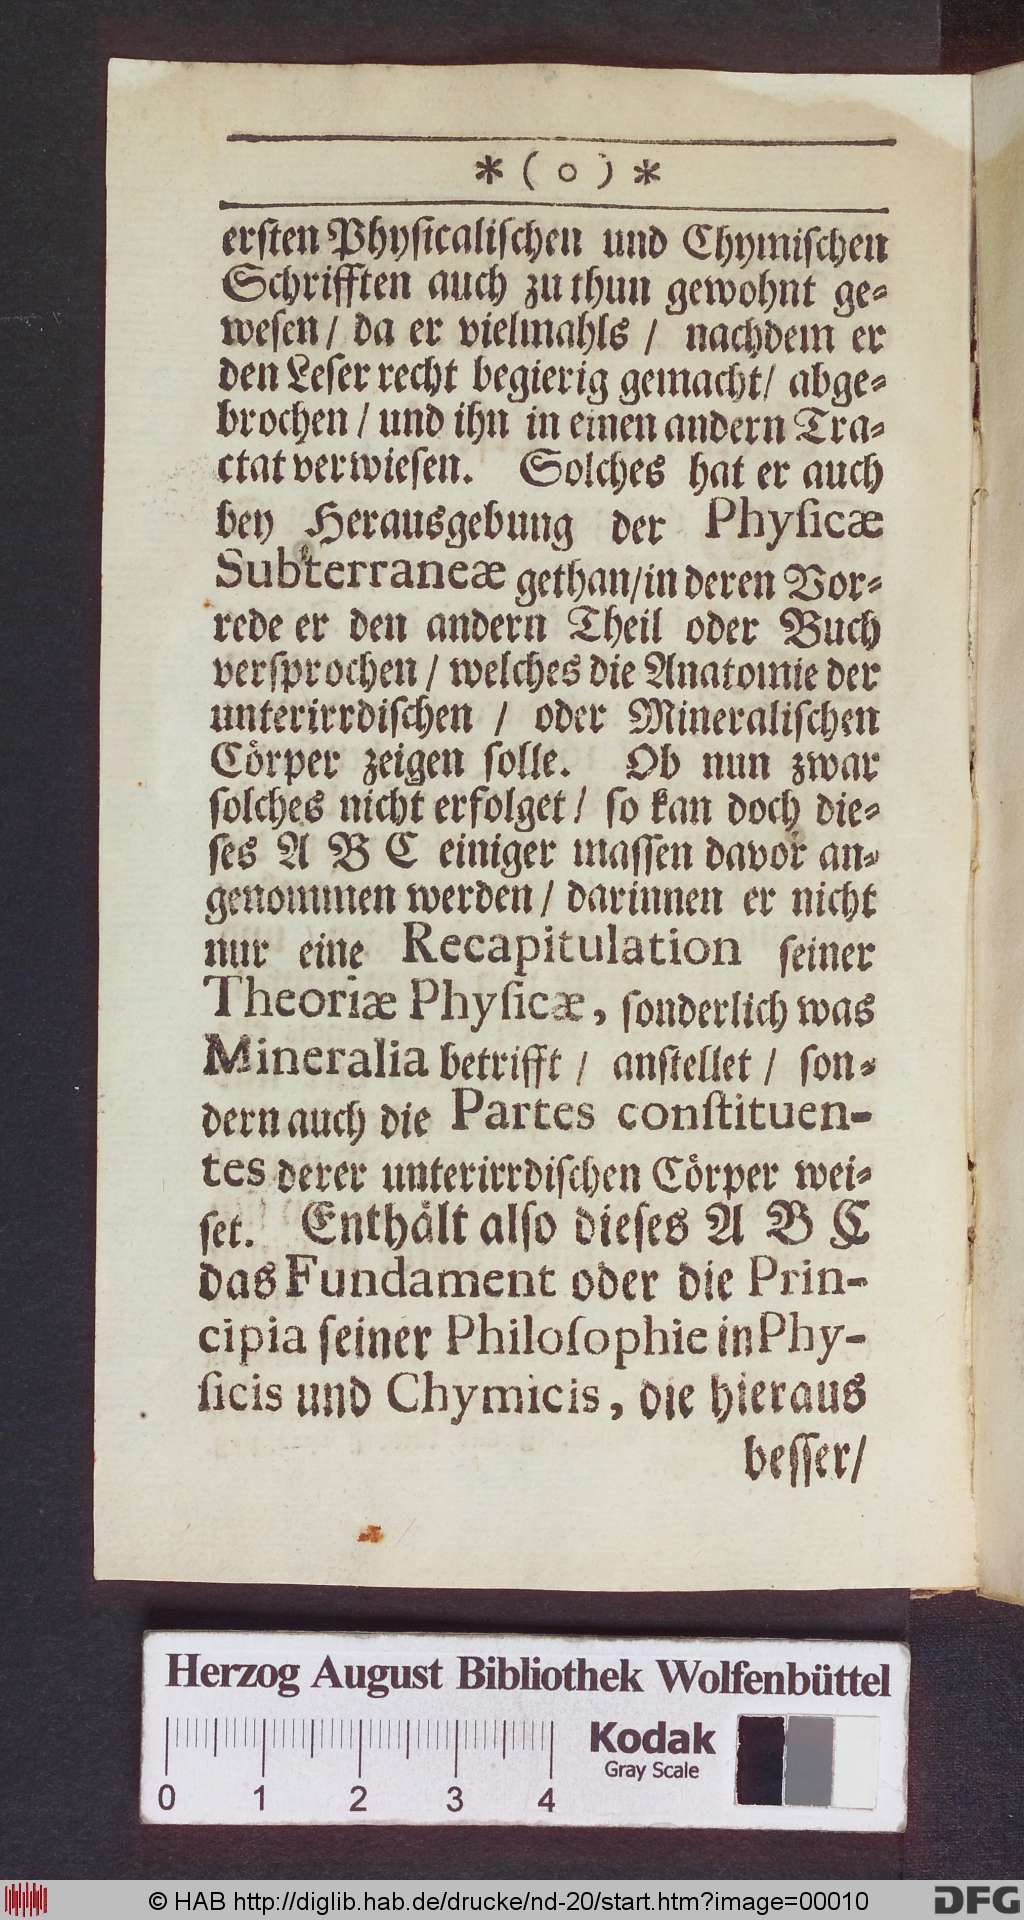 * ( o ) *
erſten Phyſicaliſchen und Chymiſchen
Schrifften auch zu thun gewohnt ge-
weſen / da er vielmahls / nachdem er
den Leſer recht begierig gemacht/ abge-
brochen / und ihn in einen andern Tra-
ctat verwieſen. Solches hat er auch
bey Herausgebung der Phyſicæ
Subterraneæ gethan/in deren Vor-
rede er den andern Theil oder Buch
verſprochen / welches die Anatomie der
unterirrdiſchen / oder Mineraliſchen
Cörper zeigen ſolle. Ob nun zwar
ſolches nicht erfolget / ſo kan doch die-
ſes A B C einiger maſſen davor an-
genommen werden / darinnen er nicht
nur eine Recapitulation ſeiner
Theoriæ Phyſicæ, ſonderlich was
Mineralia betrifft / anſtellet / ſon-
dern auch die Partes conſtituen-
tes derer unterirrdiſchen Cörper wei-
ſet. Enthält alſo dieſes A B C
das Fundament oder die Prin-
cipia ſeiner Philoſophie in Phy-
ſicis und Chymicis, die hieraus
beſſer/
Herzog August Bibliothek Wolfenbüttel
Kodak
Gray Scale
0 1 2 3 4
© HAB http://diglib.hab.de/drucke/nd-20/start.htm?image=00010
DFG